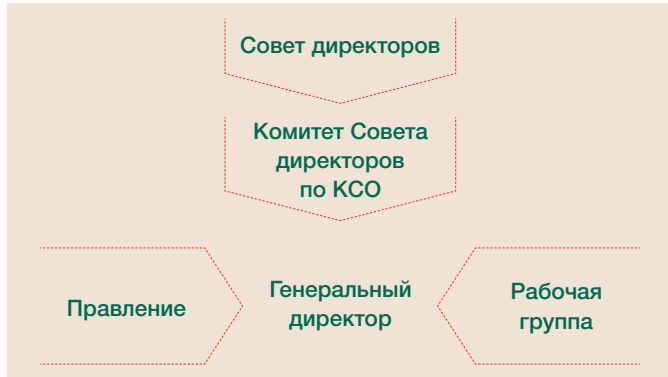 Совет директоров
Комитет Совета
директоров
по КСО
Правление
Генеральный
директор
Рабочая
группа